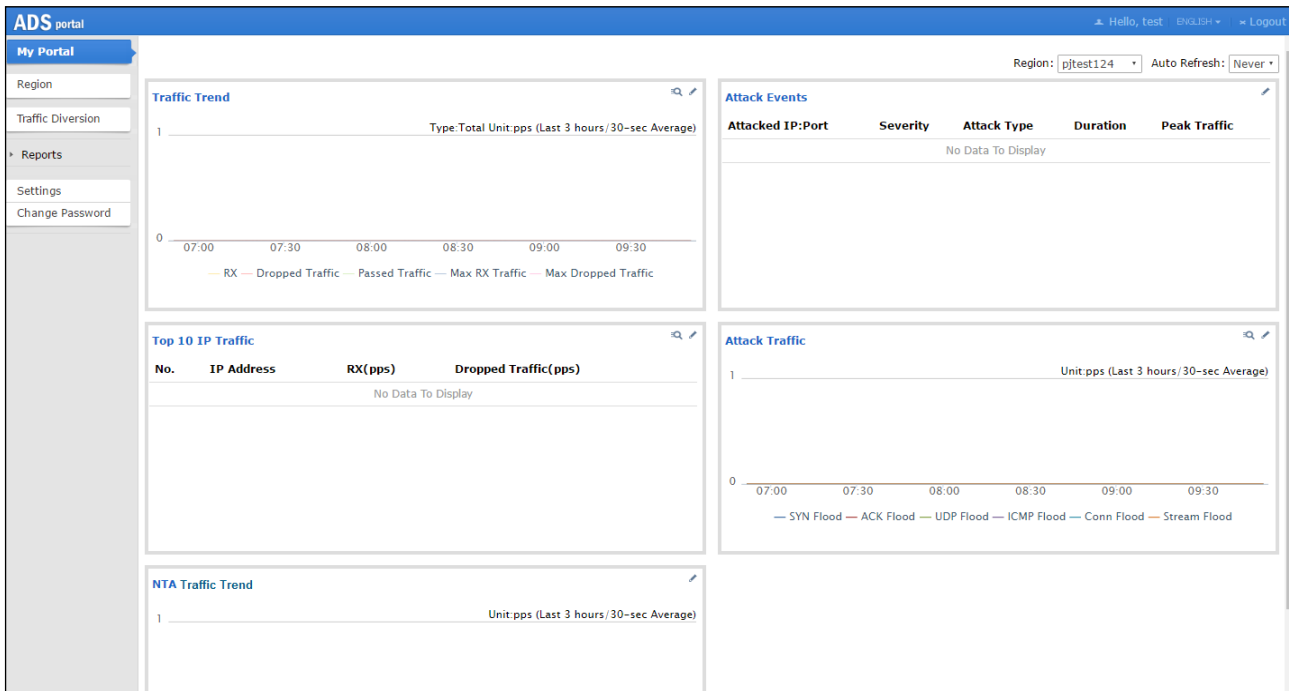 ADS portal
Hello, test ENGLISH Logout
My Portal
Region
Traffic Diversion
Reports
Settings
Change Password
Region: pjtest124 Auto Refresh: Never
Traffic Trend
Type:Total Unit:pps (Last 3 hours/30-sec Average)
1
0
07:00 07:30 08:00 08:30 09:00 09:30
RX Dropped Traffic Passed Traffic Max RX Traffic Max Dropped Traffic
Attack Events
Attacked IP:Port Severity Attack Type Duration Peak Traffic
No Data To Display
Top 10 IP Traffic
No. IP Address RX(pps) Dropped Traffic(pps)
No Data To Display
Attack Traffic
Unit:pps (Last 3 hours/30-sec Average)
1
0
07:00 07:30 08:00 08:30 09:00 09:30
SYN Flood ACK Flood UDP Flood ICMP Flood Conn Flood Stream Flood
NTA Traffic Trend
Unit:pps (Last 3 hours/30-sec Average)
1